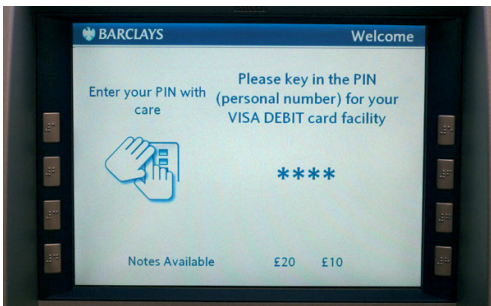 BARCLAYS
Welcome
Enter your PIN with
care
Please key in the PIN
(personal number) for your
VISA DEBIT card facility
****
Notes Available £20 £10